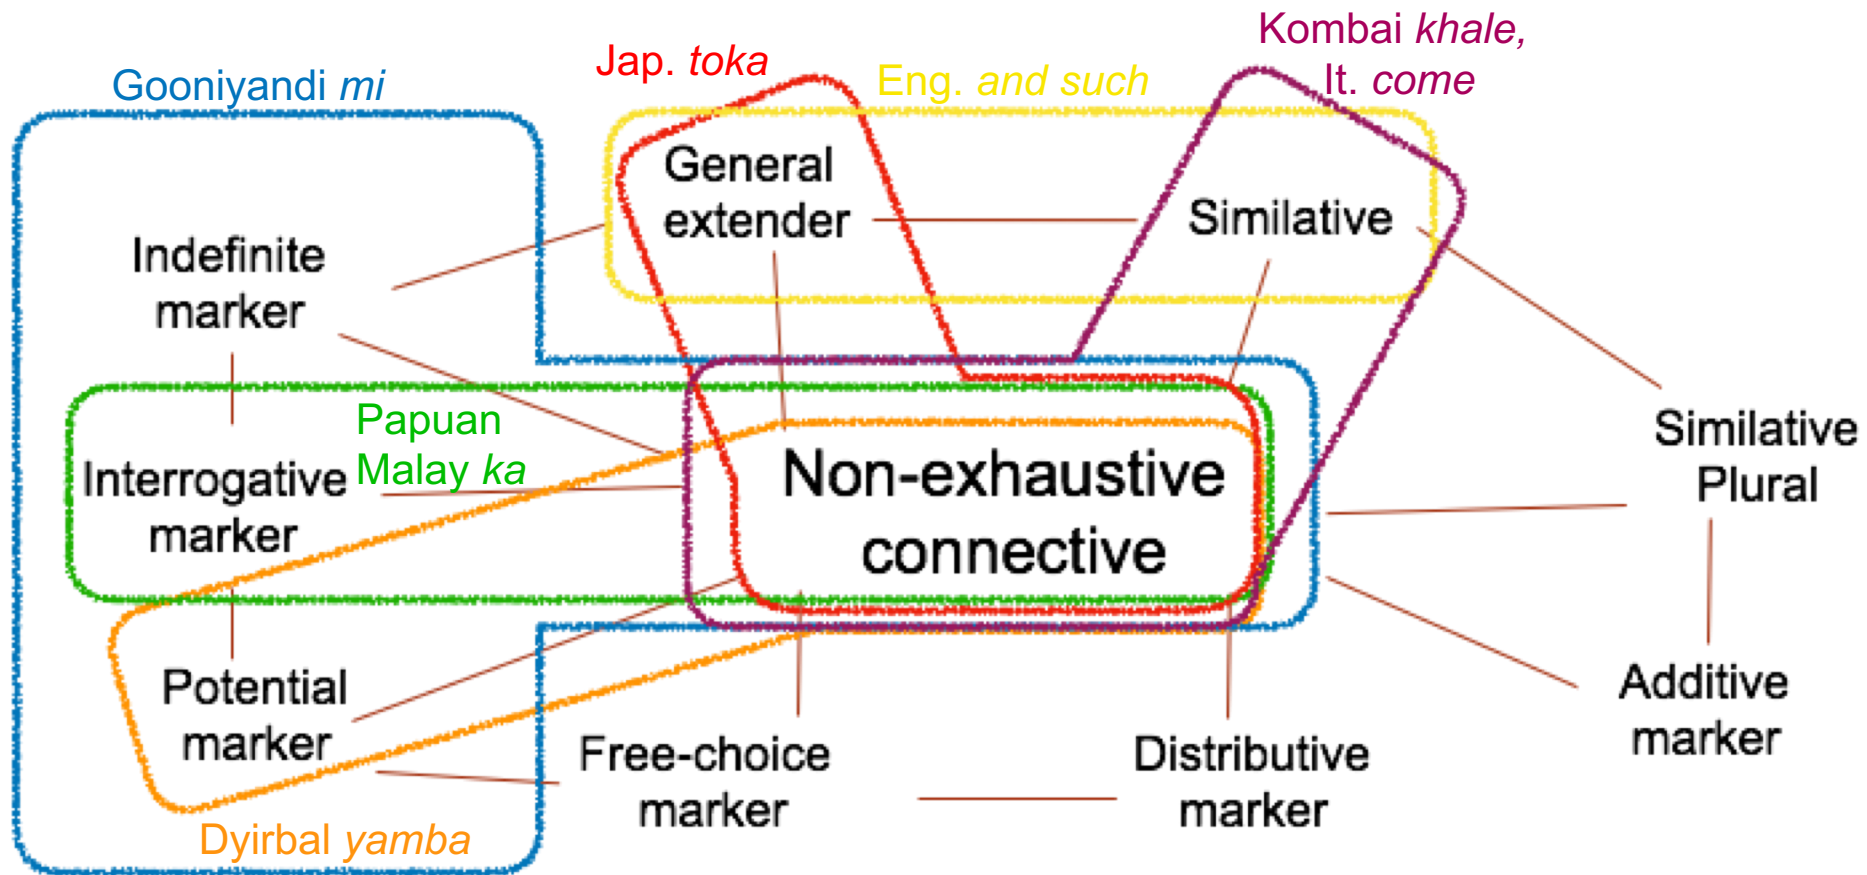 Kombai khale,
It. come
Jap. toka
Eng. and such
Gooniyandi mi
General
extender
Similative
Indefinite
marker
Papuan
Malay ka
Interrogative
marker
Non-exhaustive
connective
Similative
Plural
Potential
marker
Free-choice
marker
Distributive
marker
Additive
marker
Dyirbal yamba